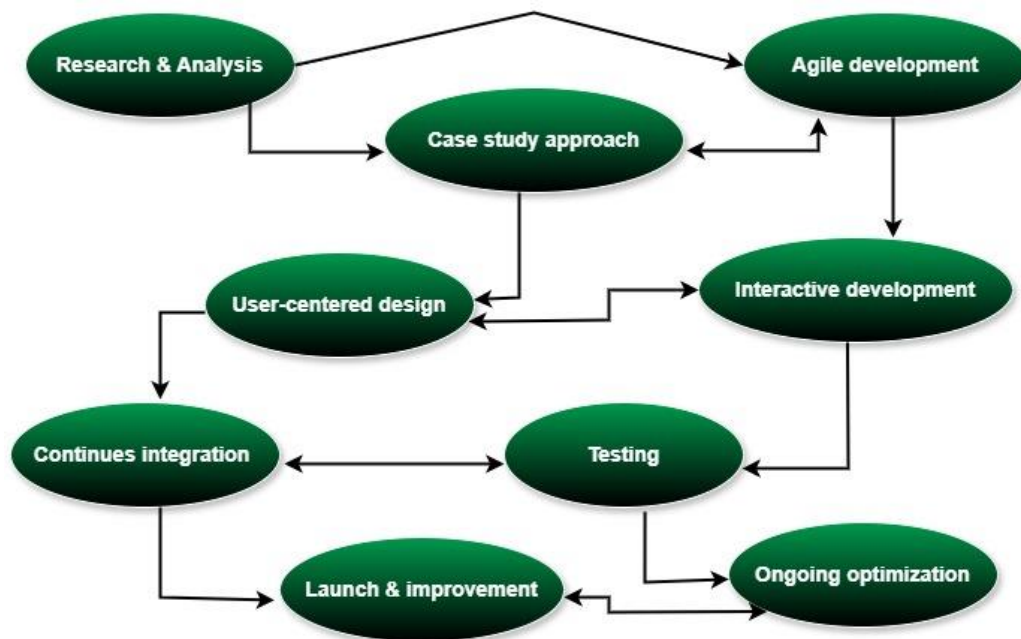 Research & Analysis
Agile development
Case study approach
User-centered design
Interactive development
Continues integration
Testing
Launch & improvement
Ongoing optimization